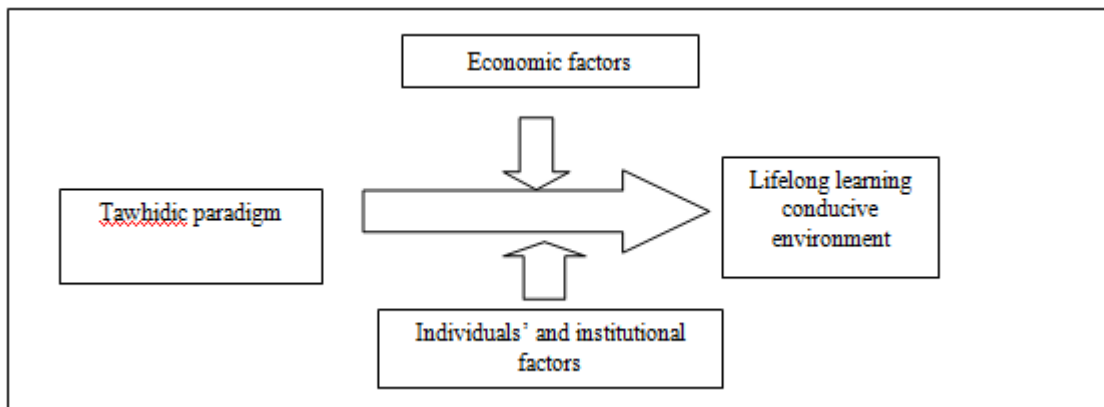 Economic factors
Tawhidic paradigm
Lifelong learning
conducive
environment
Individuals’ and institutional
factors